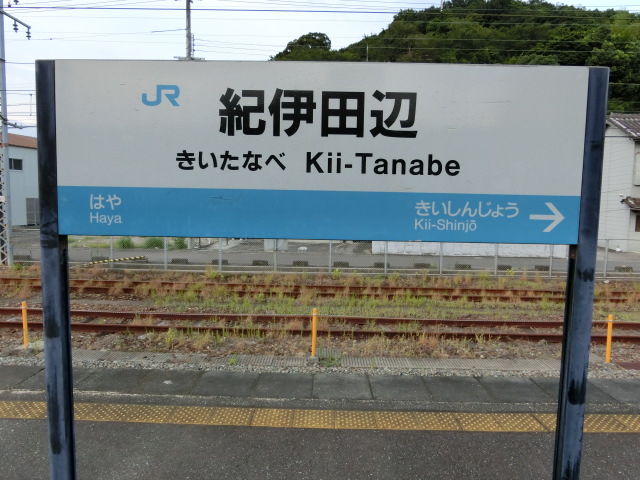 JR 紀伊田辺
きいたなべ Kii-Tanabe
はや きいしんじょう →
Haya Kii-Shinjō